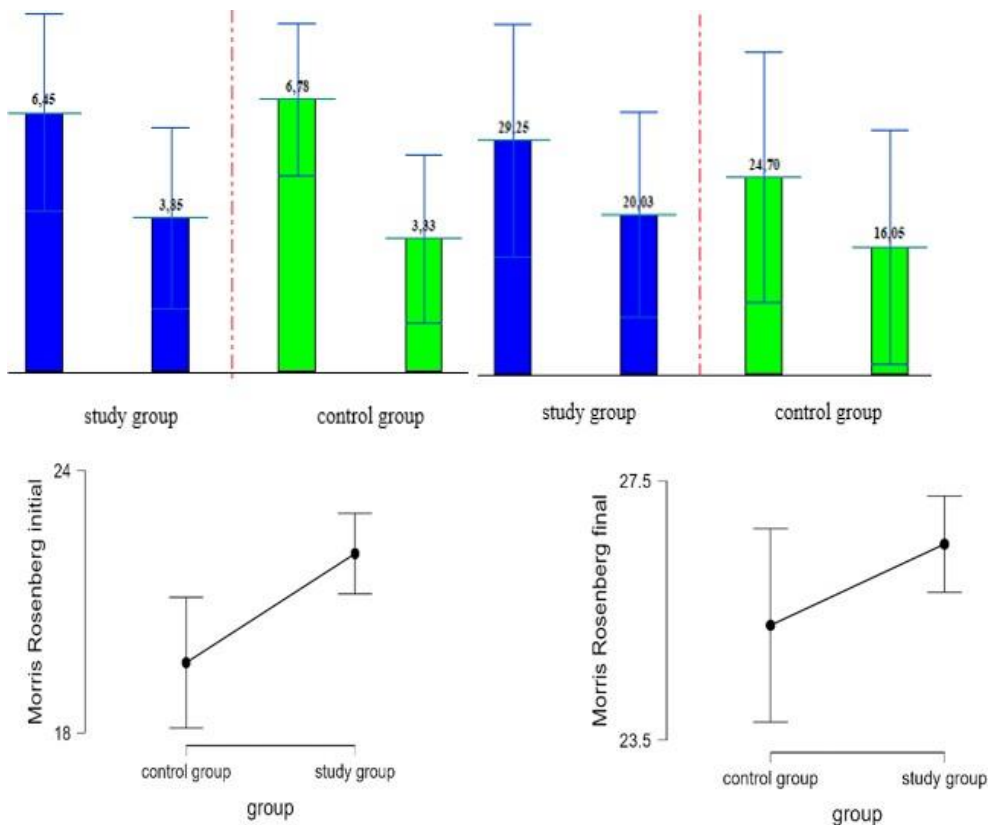 6,45
3,85
6,78
3,33
29,25
20,03
24,70
16,05
study group
control group
study group
control group
Morris Rosenberg initial
24
18
control group
study group
group
Morris Rosenberg final
27.5
23.5
control group
study group
group